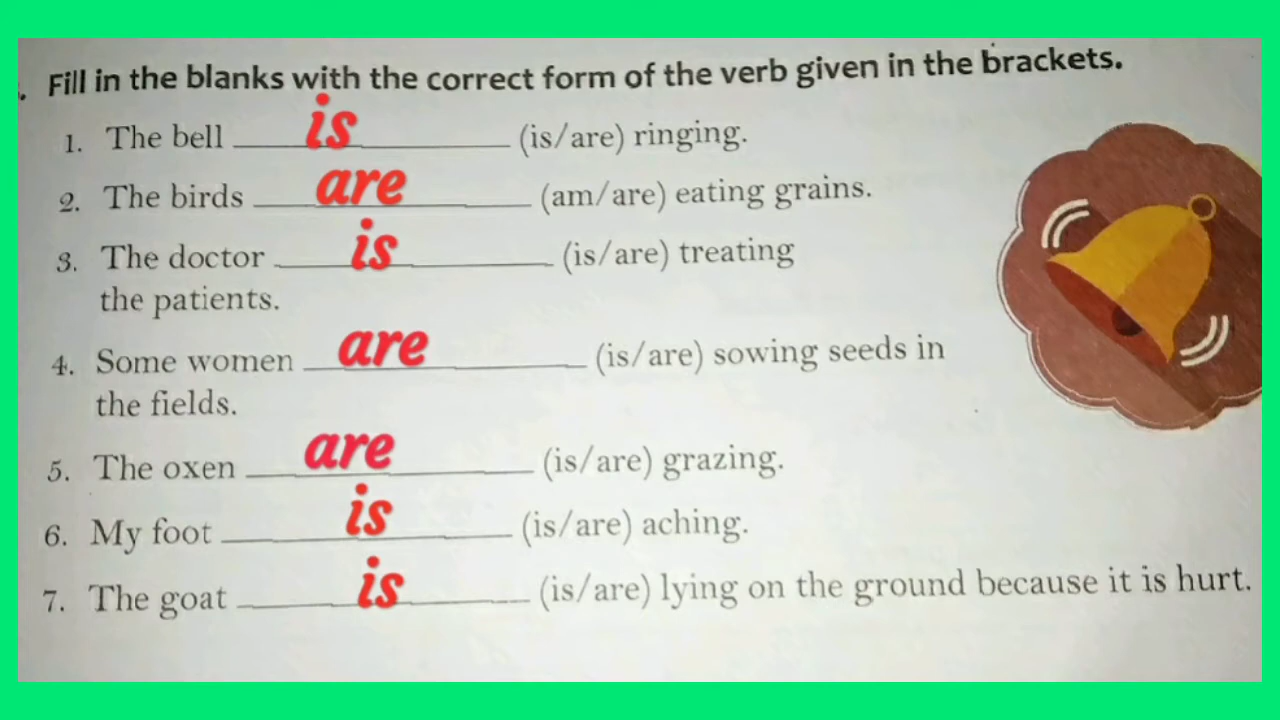 . Fill in the blanks with the correct form of the verb given in the brackets.
1. The bell is (is/are) ringing.
2. The birds are (am/are) eating grains.
3. The doctor is (is/are) treating
the patients.
4. Some women are (is/are) sowing seeds in
the fields.
5. The oxen are (is/are) grazing.
6. My foot is (is/are) aching.
7. The goat is (is/are) lying on the ground because it is hurt.